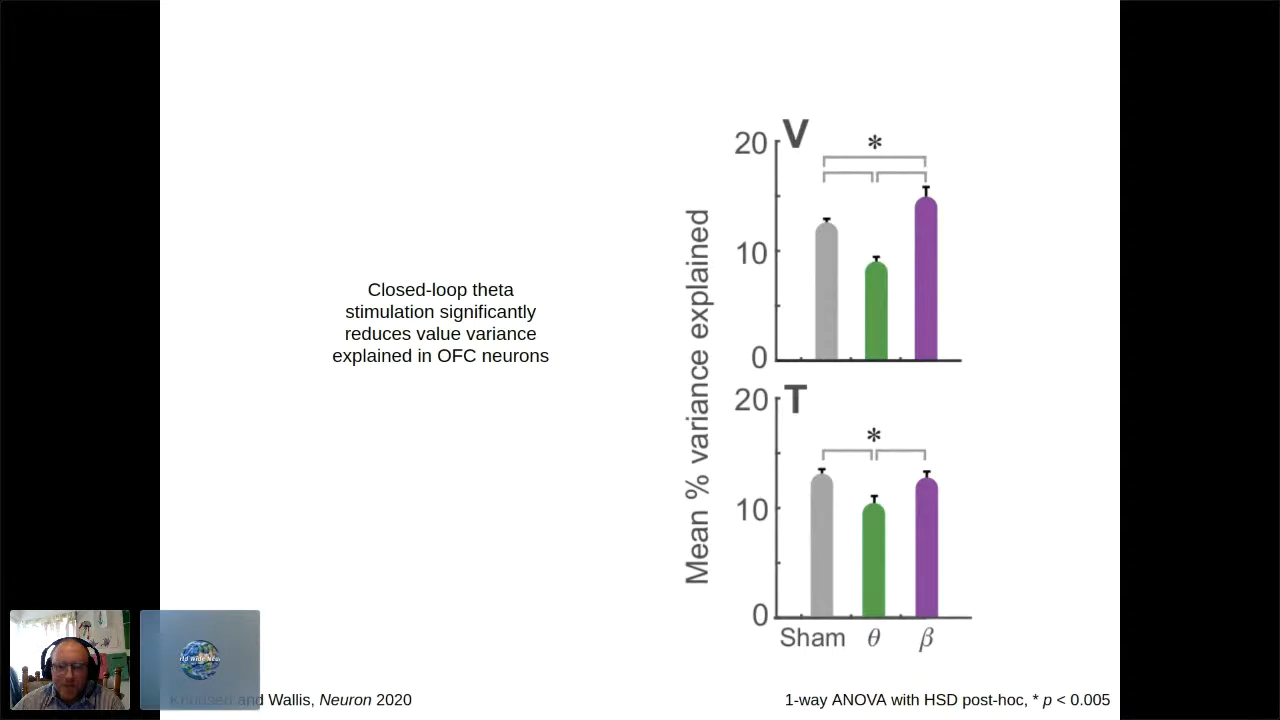 V
*
20
10
0
T
*
20
10
0
Mean % variance explained
Sham θ β
Closed-loop theta
stimulation significantly
reduces value variance
explained in OFC neurons
Knudsen and Wallis, Neuron 2020
1-way ANOVA with HSD post-hoc, * p < 0.005